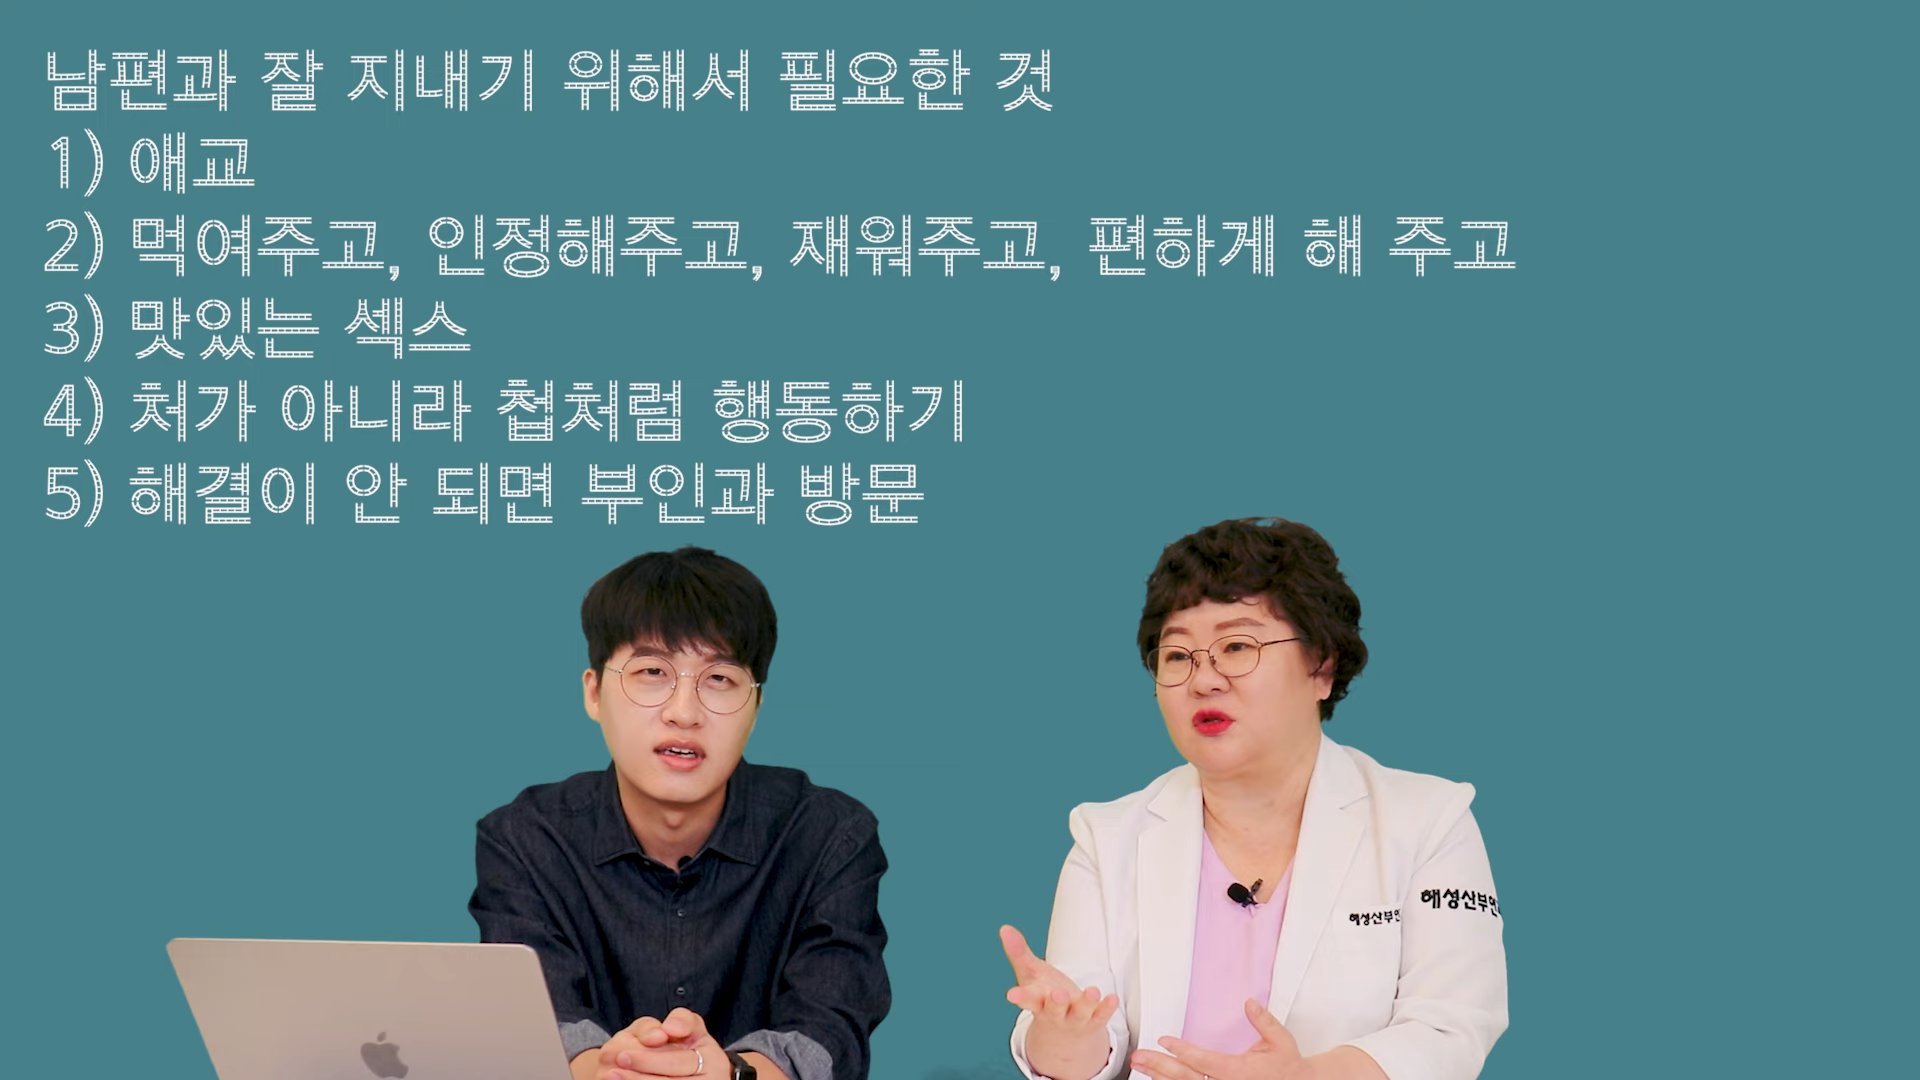 남편과 잘 지내기 위해서 필요한 것
1) 애교
2) 먹여주고, 인정해주고, 재워주고, 편하게 해 주고
3) 맛있는 섹스
4) 처가 아니라 첩처럼 행동하기
5) 해결이 안 되면 부인과 방문
해성산부인
해성산부인